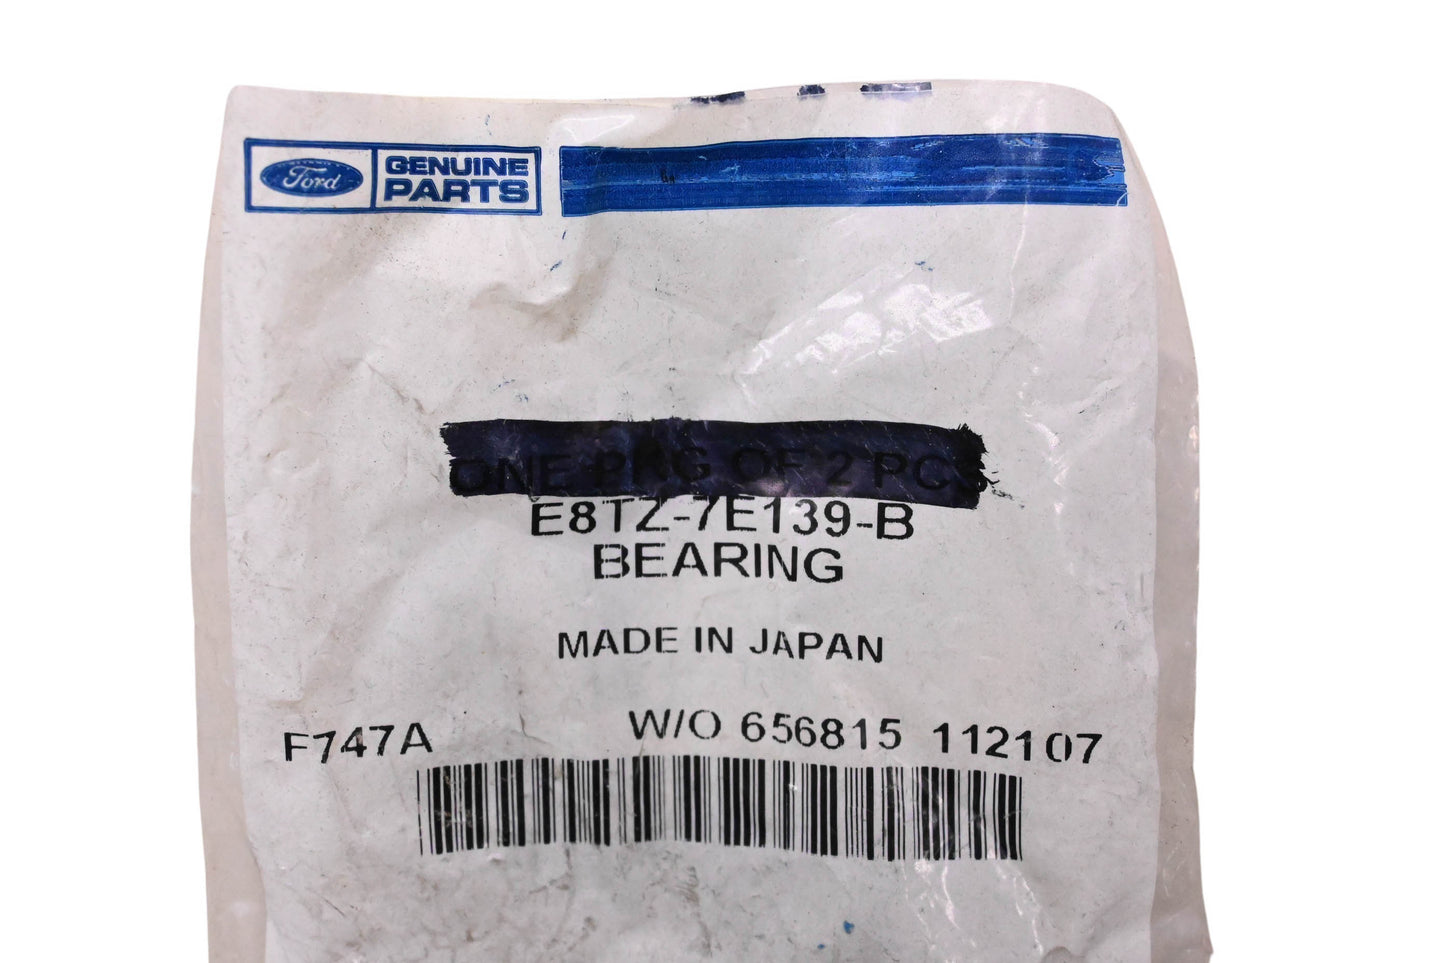 Ford
GENUINE
PARTS
ONE PKG OF 2 PCS
E8TZ-7E139-B
BEARING
MADE IN JAPAN
F747A
W/O 656815 112107